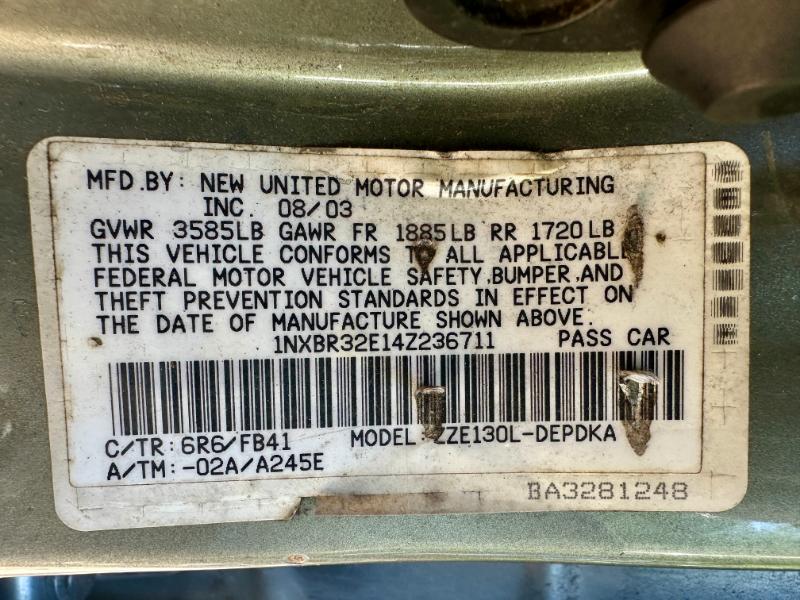 MFD.BY: NEW UNITED MOTOR MANUFACTURING
INC. 08/03
GVWR 3585LB GAWR FR 1885LB RR 1720LB
THIS VEHICLE CONFORMS TO ALL APPLICABLE
FEDERAL MOTOR VEHICLE SAFETY,BUMPER,AND
THEFT PREVENTION STANDARDS IN EFFECT ON
THE DATE OF MANUFACTURE SHOWN ABOVE.
1NXBR32E14Z236711 PASS CAR
C/TR: 6R6/FB41 MODEL: ZZE130L-DEPDKA
A/TM:-02A/A245E
BA3281248